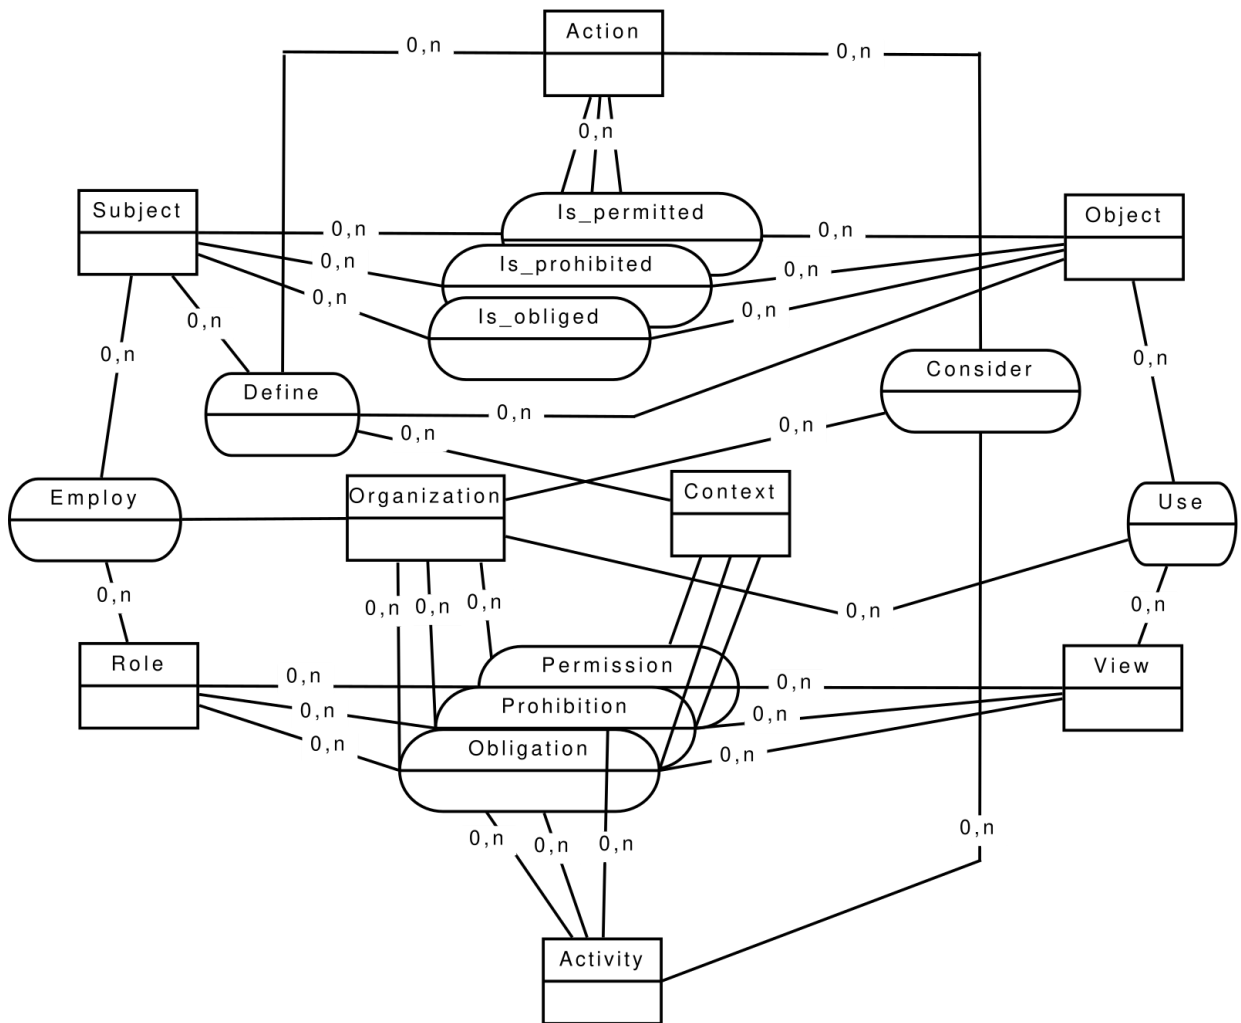 Action
0,n
0,n
0,n
Subject
Is_permitted
Object
0,n
0,n
0,n
Is_prohibited
0,n
0,n
Is_obliged
0,n
0,n
0,n
0,n
Consider
Define
0,n
0,n
0,n
Employ
Organization
Context
Use
0,n
0,n
0,n
0,n
0,n
0,n
Role
Permission
View
0,n
0,n
0,n
Prohibition
0,n
0,n
Obligation
0,n
0,n
0,n
0,n
0,n
Activity